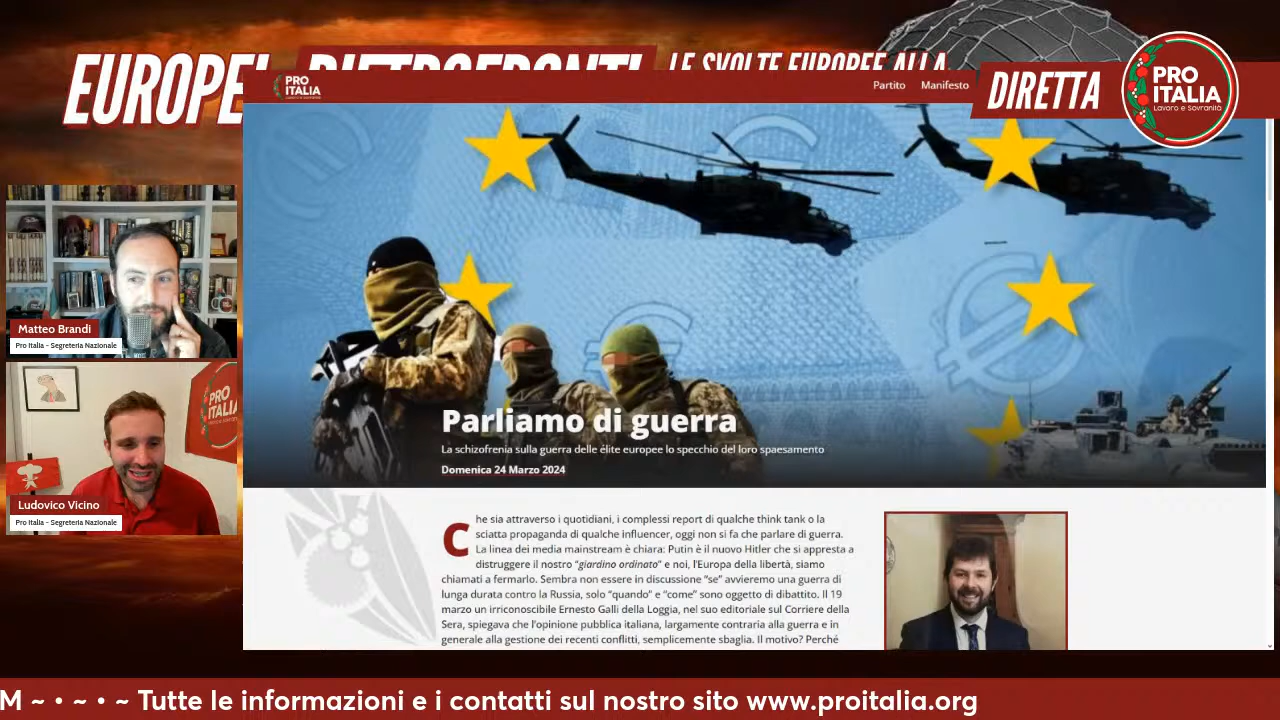 EUROPEI
DIETROFRONT!
LE SVOLTE EUROPEE ALLA
PRO
ITALIA
Partito
Manifesto
DIRETTA
PRO
ITALIA
Lavoro e Sovranità
Matteo Brandi
Pro Italia - Segreteria Nazionale
PRO
ITALIA
Ludovico Vicino
Pro Italia - Segreteria Nazionale
Parliamo di guerra
La schizofrenia sulla guerra delle élite europee lo specchio del loro spaesamento
Domenica 24 Marzo 2024
Che sia attraverso i quotidiani, i complessi report di qualche think tank o la
sciatta propaganda di qualche influencer, oggi non si fa che parlare di guerra.
La linea dei media mainstream è chiara: Putin è il nuovo Hitler che si appresta a
distruggere il nostro “giardino ordinato” e noi, l’Europa della libertà, siamo
chiamati a fermarlo. Sembra non essere in discussione “se” avvieremo una guerra di
lunga durata contro la Russia, solo “quando” e “come” sono oggetto di dibattito. Il 19
marzo un irriconoscibile Ernesto Galli della Loggia, nel suo editoriale sul Corriere della
Sera, spiegava che l’opinione pubblica italiana, largamente contraria alla guerra e in
generale alla gestione dei recenti conflitti, semplicemente sbaglia. Il motivo? Perché
M ~ • ~ • ~ Tutte le informazioni e i contatti sul nostro sito www.proitalia.org